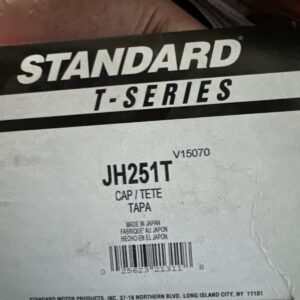 STANDARD
T-SERIES
V15070
JH251T
CAP/TETE
TAPA
MADE IN JAPAN
FABRIQUE AU JAPON
HECHO EN EL JAPON
0 25623 21311 0
STANDARD MOTOR PRODUCTS, INC. 37-18 NORTHERN BLVD. LONG ISLAND CITY, NY 11101